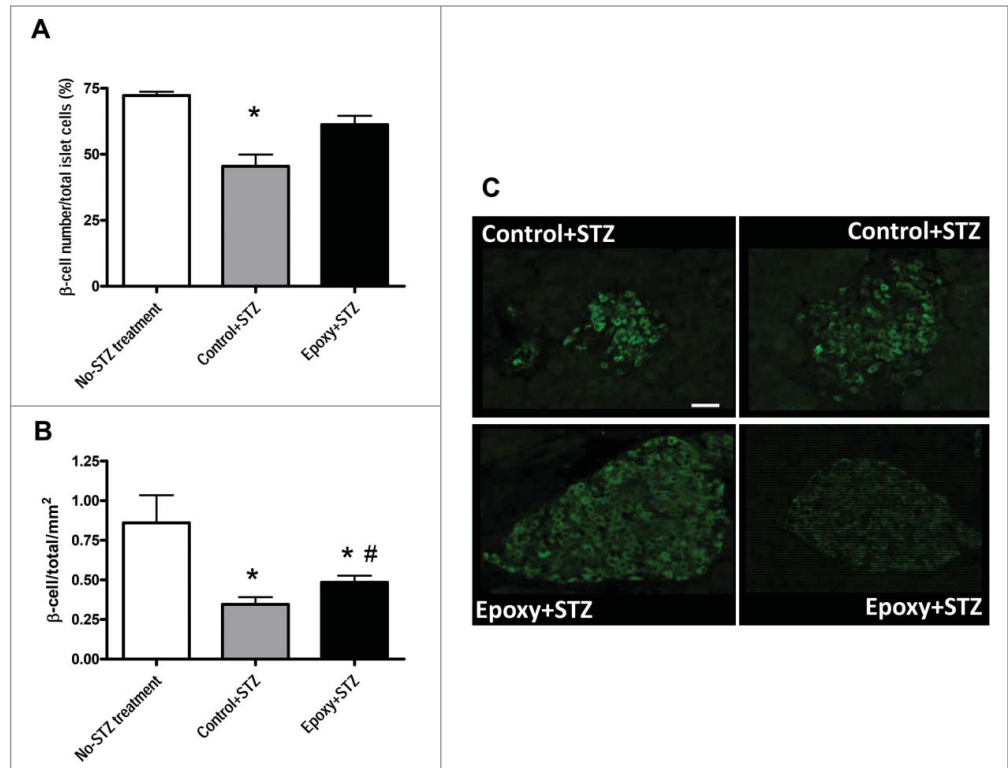 A
β-cell number/total islet cells (%)
75
50
25
0
*
No-STZ treatment
Control+STZ
Epoxy+STZ
B
β-cell/total/mm²
1.25
1.00
0.75
0.50
0.25
0.00
*
* #
No-STZ treatment
Control+STZ
Epoxy+STZ
C
Control+STZ
Control+STZ
Epoxy+STZ
Epoxy+STZ